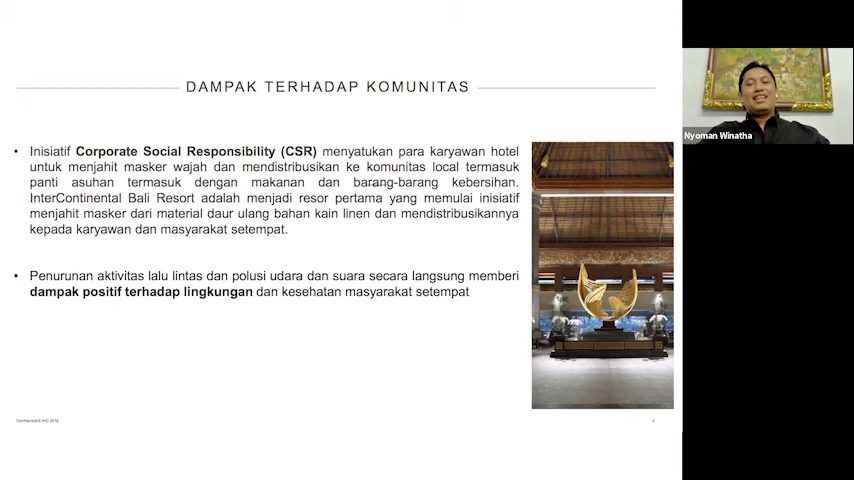 DAMPAK TERHADAP KOMUNITAS
Nyoman Winatha
• Inisiatif Corporate Social Responsibility (CSR) menyatukan para karyawan hotel
untuk menjahit masker wajah dan mendistribusikan ke komunitas local termasuk
panti asuhan termasuk dengan makanan dan barang-barang kebersihan.
InterContinental Bali Resort adalah menjadi resor pertama yang memulai inisiatif
menjahit masker dari material daur ulang bahan kain linen dan mendistribusikannya
kepada karyawan dan masyarakat setempat.
• Penurunan aktivitas lalu lintas dan polusi udara dan suara secara langsung memberi
dampak positif terhadap lingkungan dan kesehatan masyarakat setempat